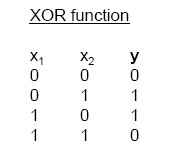 XOR function
x₁ x₂ y
0 0 0
0 1 1
1 0 1
1 1 0